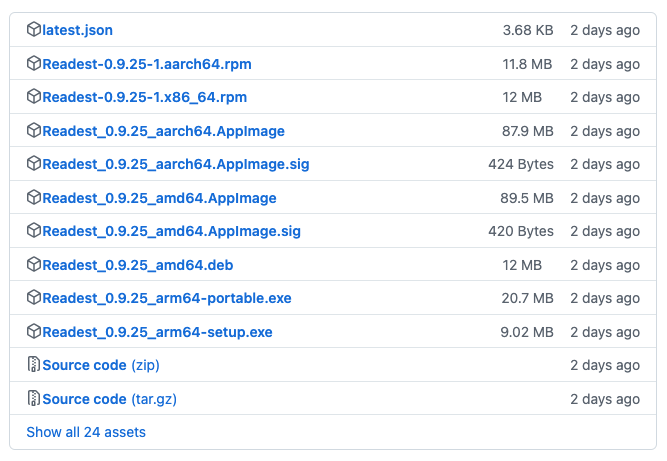 latest.json 3.68 KB 2 days ago
Readest-0.9.25-1.aarch64.rpm 11.8 MB 2 days ago
Readest-0.9.25-1.x86_64.rpm 12 MB 2 days ago
Readest_0.9.25_aarch64.AppImage 87.9 MB 2 days ago
Readest_0.9.25_aarch64.AppImage.sig 424 Bytes 2 days ago
Readest_0.9.25_amd64.AppImage 89.5 MB 2 days ago
Readest_0.9.25_amd64.AppImage.sig 420 Bytes 2 days ago
Readest_0.9.25_amd64.deb 12 MB 2 days ago
Readest_0.9.25_arm64-portable.exe 20.7 MB 2 days ago
Readest_0.9.25_arm64-setup.exe 9.02 MB 2 days ago
Source code (zip) 2 days ago
Source code (tar.gz) 2 days ago
Show all 24 assets